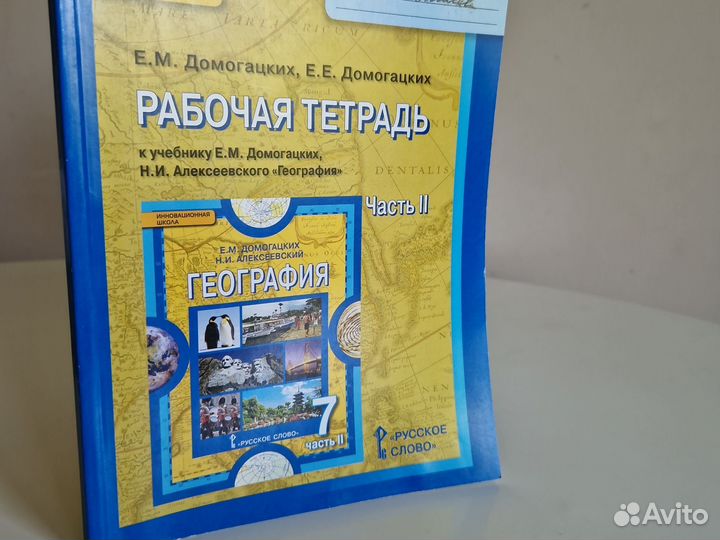 Е.М. Домогацких, Е.Е. Домогацких
РАБОЧАЯ ТЕТРАДЬ
к учебнику Е.М. Домогацких,
Н.И. Алексеевского «География»
Часть II
ИННОВАЦИОННАЯ
ШКОЛА
Е.М. ДОМОГАЦКИХ
Н.И. АЛЕКСЕЕВСКИЙ
ГЕОГРАФИЯ
7
часть II
«РУССКОЕ СЛОВО»
«РУССКОЕ
СЛОВО»
DENTALIS
Avito